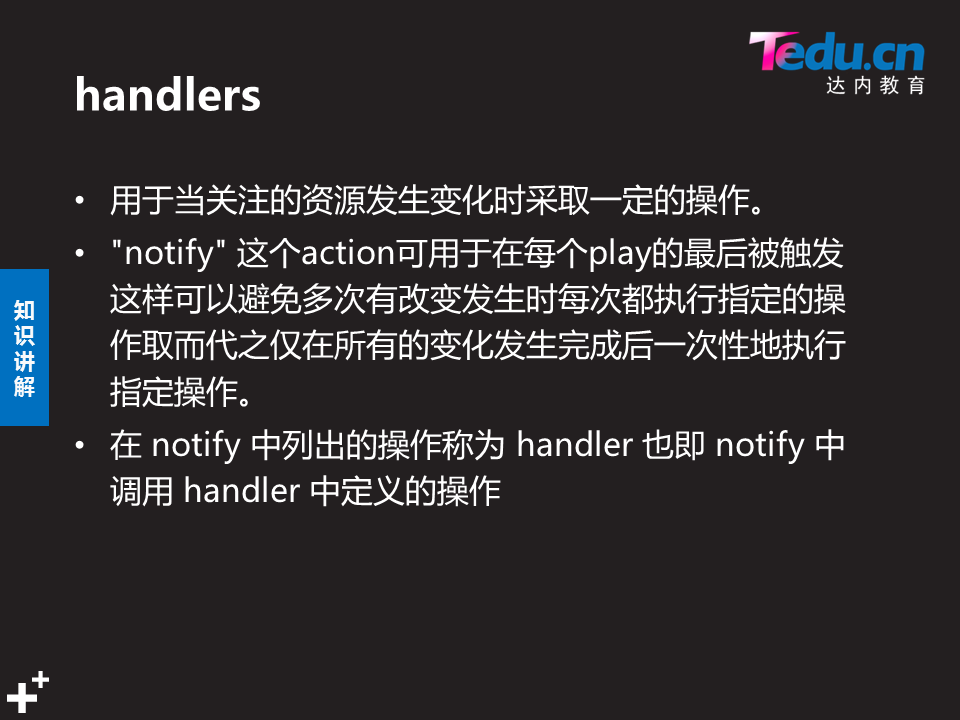 Tedu.cn
达内教育
handlers
• 用于当关注的资源发生变化时采取一定的操作。
• "notify" 这个action可用于在每个play的最后被触发
这样可以避免多次有改变发生时每次都执行指定的操
作取而代之仅在所有的变化发生完成后一次性地执行
指定操作。
• 在 notify 中列出的操作称为 handler 也即 notify 中
调用 handler 中定义的操作
知
识
讲
解